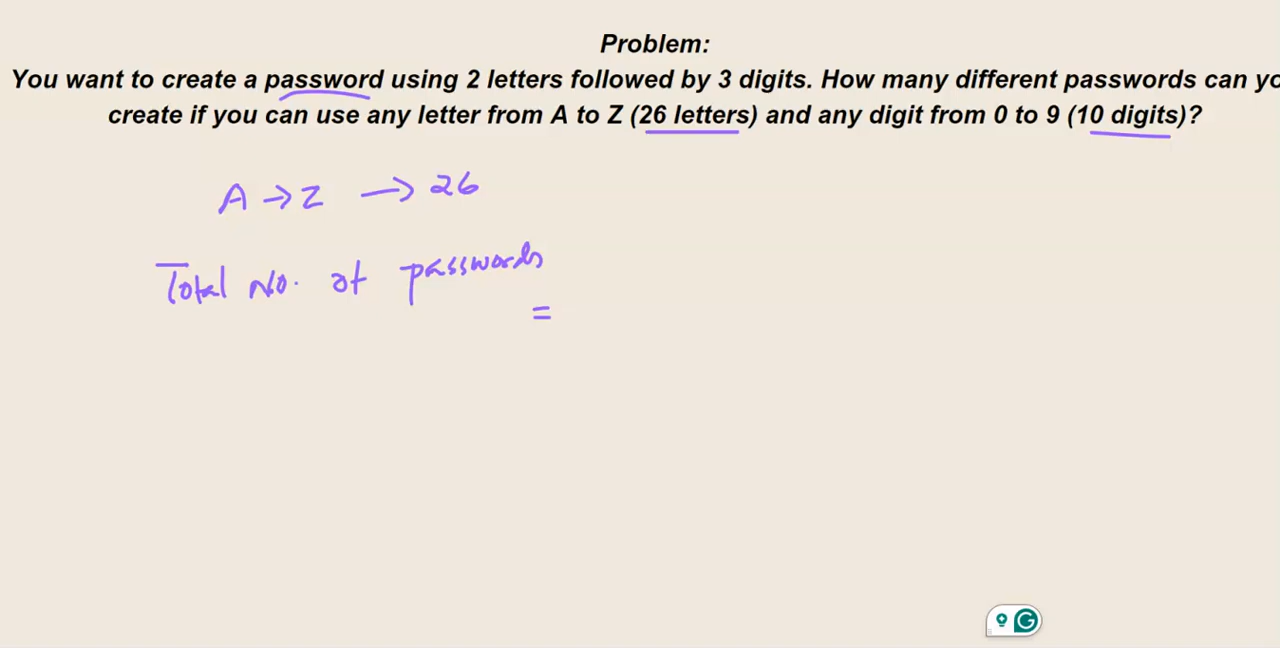 Problem:
You want to create a password using 2 letters followed by 3 digits. How many different passwords can yo
create if you can use any letter from A to Z (26 letters) and any digit from 0 to 9 (10 digits)?
A → Z → 26
Total No. of passwords
=